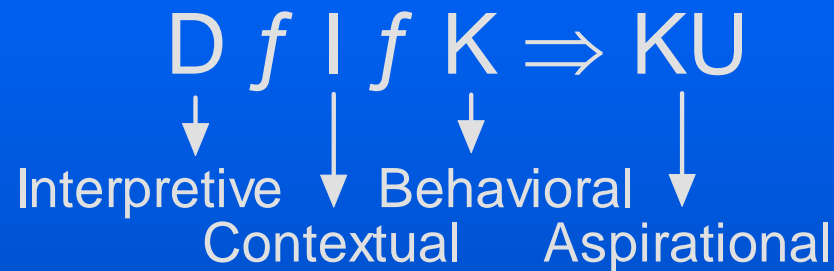 D ƒ I ƒ K ⇒ KU
Interpretive Behavioral
Contextual Aspirational